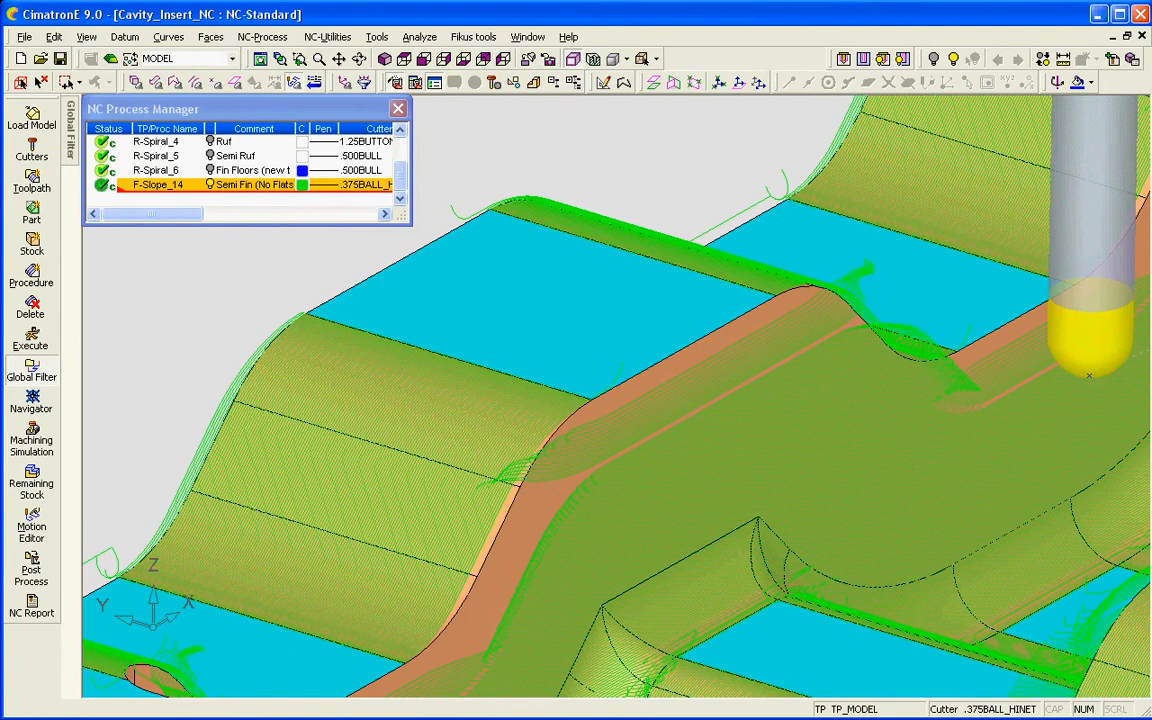 CimatronE 9.0 - [Cavity_Insert_NC : NC-Standard]
File Edit View Datum Curves Faces NC-Process NC-Utilities Tools Analyze Fikus tools Window Help
MODEL
NC Process Manager
Status TP/Proc Name Comment C Pen Cutter
c R-Spiral_4 Ruf 1.25BUTTON
c R-Spiral_5 Semi Ruf .500BULL
c R-Spiral_6 Fin Floors (new t .500BULL
c F-Slope_14 Semi Fin (No Flats .375BALL_H
Global Filter
Load Model
Cutters
Toolpath
Part
Stock
Procedure
Delete
Execute
Global Filter
Navigator
Machining
Simulation
Remaining
Stock
Motion
Editor
Post
Process
NC Report
Z
Y X
TP TP_MODEL Cutter .375BALL_HINET CAP NUM SCRL